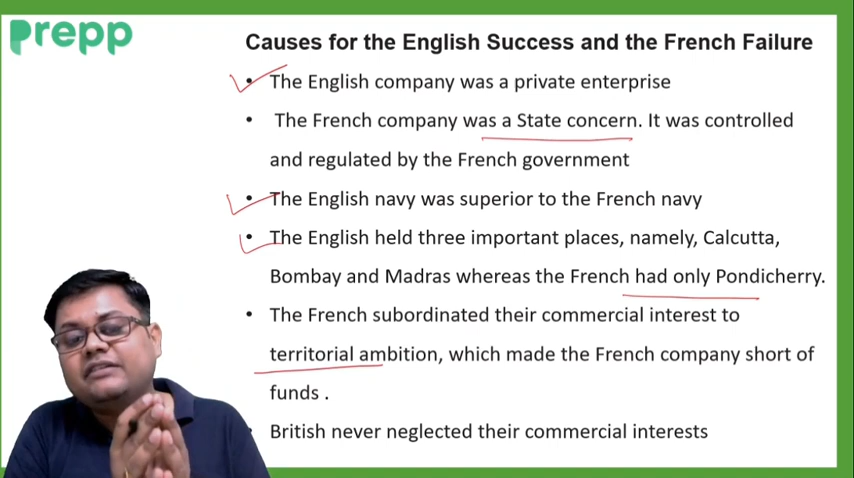 prepp
Causes for the English Success and the French Failure
• The English company was a private enterprise
• The French company was a State concern. It was controlled
and regulated by the French government
• The English navy was superior to the French navy
• The English held three important places, namely, Calcutta,
Bombay and Madras whereas the French had only Pondicherry.
• The French subordinated their commercial interest to
territorial ambition, which made the French company short of
funds .
• British never neglected their commercial interests